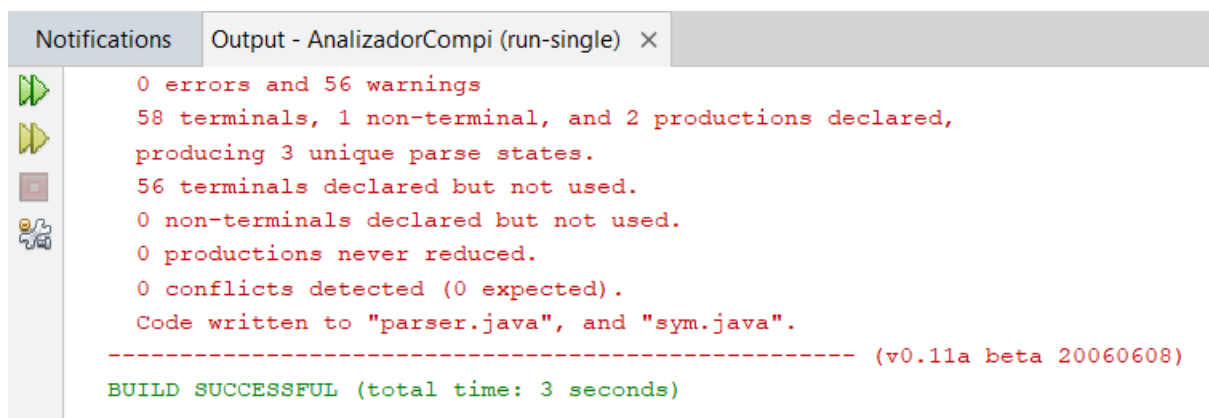 Notifications Output - AnalizadorCompi (run-single) ×
0 errors and 56 warnings
58 terminals, 1 non-terminal, and 2 productions declared,
producing 3 unique parse states.
56 terminals declared but not used.
0 non-terminals declared but not used.
0 productions never reduced.
0 conflicts detected (0 expected).
Code written to "parser.java", and "sym.java".
---------------------------------------------------- (v0.11a beta 20060608)
BUILD SUCCESSFUL (total time: 3 seconds)